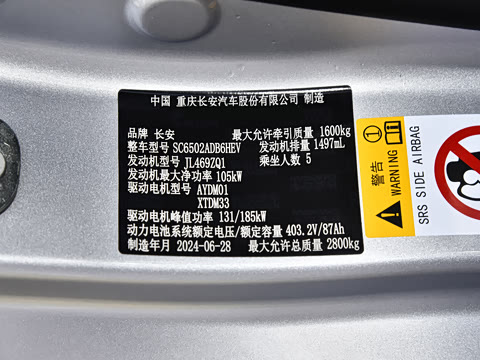 中国 重庆长安汽车股份有限公司 制造
品牌 长安 最大允许牵引质量 1600kg
整车型号 SC6502ADB6HEV 发动机排量 1497mL
发动机型号 JL469ZQ1 乘坐人数 5
发动机最大净功率 105kW
驱动电机型号 AYDM01
XTDM33
驱动电机峰值功率 131/185kW
动力电池系统额定电压/额定容量 403.2V/87Ah
制造年月 2024-06-28 最大允许总质量 2800kg
警告
WARNING
SRS SIDE AIRBAG